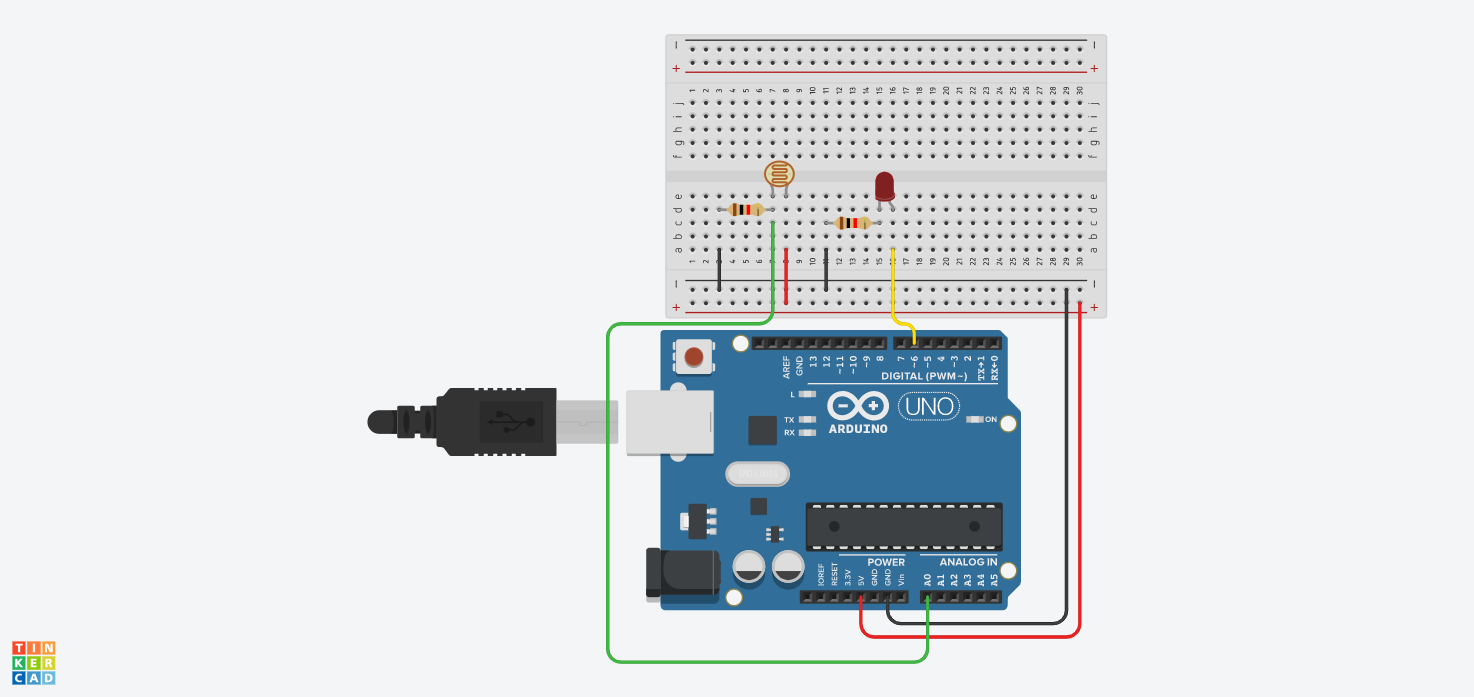 − −
+ +
1 2 3 4 5 6 7 8 9 10 11 12 13 14 15 16 17 18 19 20 21 22 23 24 25 26 27 28 29 30
j j
i i
h h
g g
f f
e e
d d
c c
b b
a a
1 2 3 4 5 6 7 8 9 10 11 12 13 14 15 16 17 18 19 20 21 22 23 24 25 26 27 28 29 30
− −
+ +
AREF GND 13 12 ~11 ~10 ~9 8 7 ~6 ~5 4 ~3 2 TX→1 RX←0
DIGITAL (PWM~)
L
UNO
TX
RX
ON
ARDUINO
POWER
ANALOG IN
IOREF RESET 3.3V 5V GND GND Vin A0 A1 A2 A3 A4 A5
TIN
KER
CAD